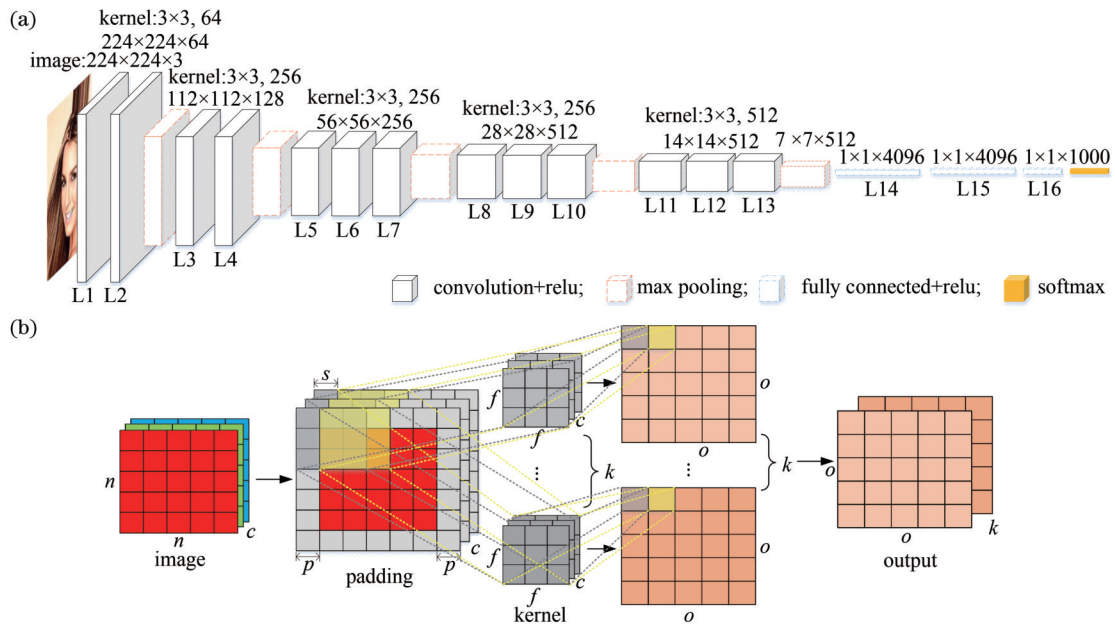 (a)
kernel:3×3, 64
224×224×64
image:224×224×3
kernel:3×3, 256
112×112×128
kernel:3×3, 256
56×56×256
kernel:3×3, 256
28×28×512
kernel:3×3, 512
14×14×512
7 ×7×512
1×1×4096
1×1×4096
1×1×1000
L1
L2
L3
L4
L5
L6
L7
L8
L9
L10
L11
L12
L13
L14
L15
L16
convolution+relu;
max pooling;
fully connected+relu;
softmax
(b)
n
n
c
image
s
p
p
c
padding
f
f
c
⋮
k
f
f
c
kernel
o
o
⋮
k
o
o
o
o
k
output